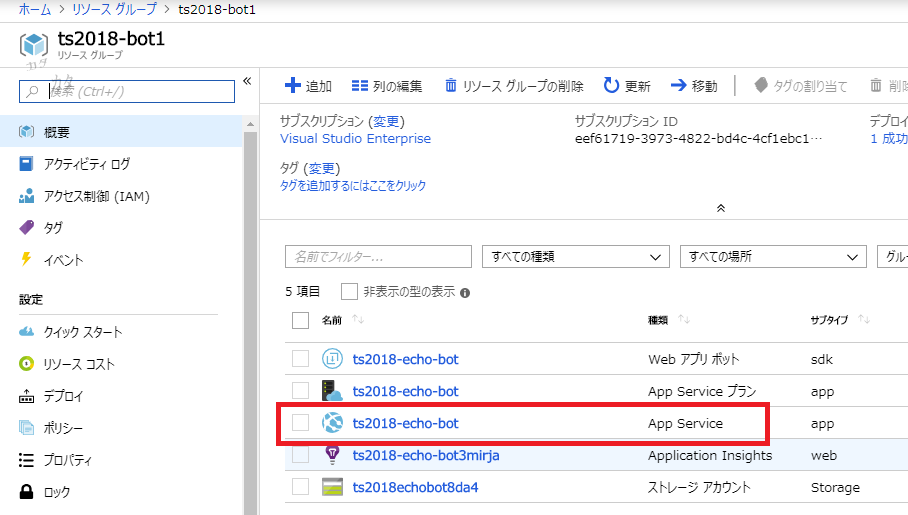 ホーム > リソース グループ > ts2018-bot1
ts2018-bot1
リソース グループ
カタ カタ
検索 (Ctrl+/)
«
概要
アクティビティ ログ
アクセス制御 (IAM)
タグ
イベント
設定
クイック スタート
リソース コスト
デプロイ
ポリシー
プロパティ
ロック
追加 列の編集 リソース グループの削除 更新 移動 タグの割り当て 削除
サブスクリプション (変更) サブスクリプション ID デプロイ
Visual Studio Enterprise eef61719-3973-4822-bd4c-4cf1ebc1… 1 成功
タグ (変更)
タグを追加するにはここをクリック
名前でフィルター... すべての種類 すべての場所 グルー
5 項目 非表示の型の表示
名前 種類 サブタイプ
ts2018-echo-bot Web アプリ ボット sdk
ts2018-echo-bot App Service プラン app
ts2018-echo-bot App Service app
ts2018-echo-bot3mirja Application Insights web
ts2018echobot8da4 ストレージ アカウント Storage